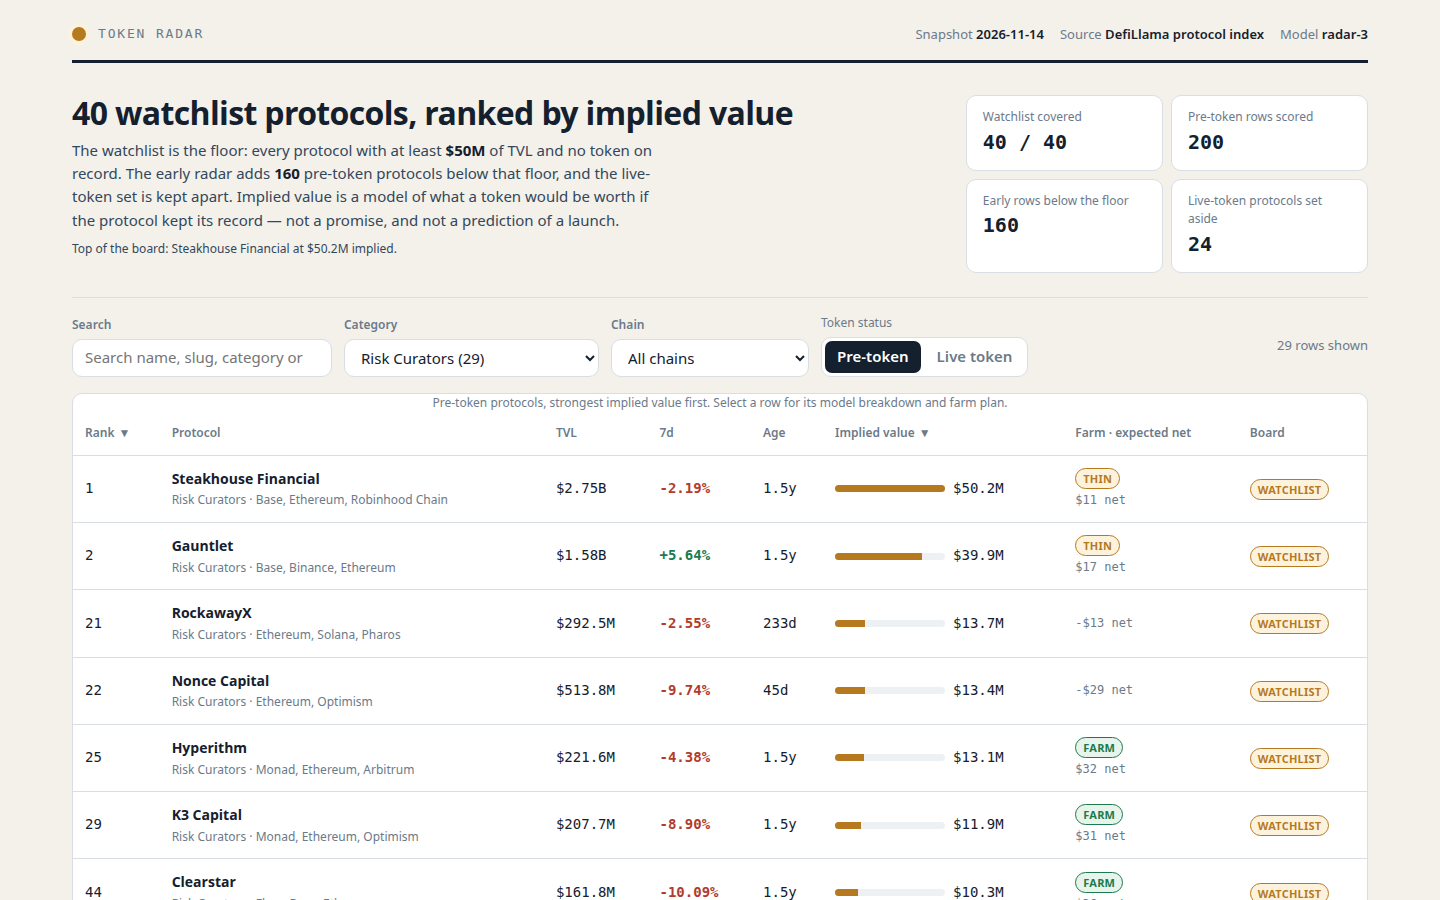 TOKEN RADAR
Snapshot 2026-11-14 Source DefiLlama protocol index Model radar-3
40 watchlist protocols, ranked by implied value
The watchlist is the floor: every protocol with at least $50M of TVL and no token on
record. The early radar adds 160 pre-token protocols below that floor, and the live-
token set is kept apart. Implied value is a model of what a token would be worth if
the protocol kept its record — not a promise, and not a prediction of a launch.
Top of the board: Steakhouse Financial at $50.2M implied.
Watchlist covered
40 / 40
Pre-token rows scored
200
Early rows below the floor
160
Live-token protocols set
aside
24
Search
Search name, slug, category or
Category
Risk Curators (29)
Chain
All chains
Token status
Pre-token Live token
29 rows shown
Pre-token protocols, strongest implied value first. Select a row for its model breakdown and farm plan.
Rank ▼ Protocol TVL 7d Age Implied value ▼ Farm · expected net Board
1 Steakhouse Financial $2.75B -2.19% 1.5y $50.2M THIN WATCHLIST
Risk Curators · Base, Ethereum, Robinhood Chain $11 net
2 Gauntlet $1.58B +5.64% 1.5y $39.9M THIN WATCHLIST
Risk Curators · Base, Binance, Ethereum $17 net
21 RockawayX $292.5M -2.55% 233d $13.7M -$13 net WATCHLIST
Risk Curators · Ethereum, Solana, Pharos
22 Nonce Capital $513.8M -9.74% 45d $13.4M -$29 net WATCHLIST
Risk Curators · Ethereum, Optimism
25 Hyperithm $221.6M -4.38% 1.5y $13.1M FARM WATCHLIST
Risk Curators · Monad, Ethereum, Arbitrum $32 net
29 K3 Capital $207.7M -8.90% 1.5y $11.9M FARM WATCHLIST
Risk Curators · Monad, Ethereum, Optimism $31 net
44 Clearstar $161.8M -10.09% 1.5y $10.3M FARM WATCHLIST